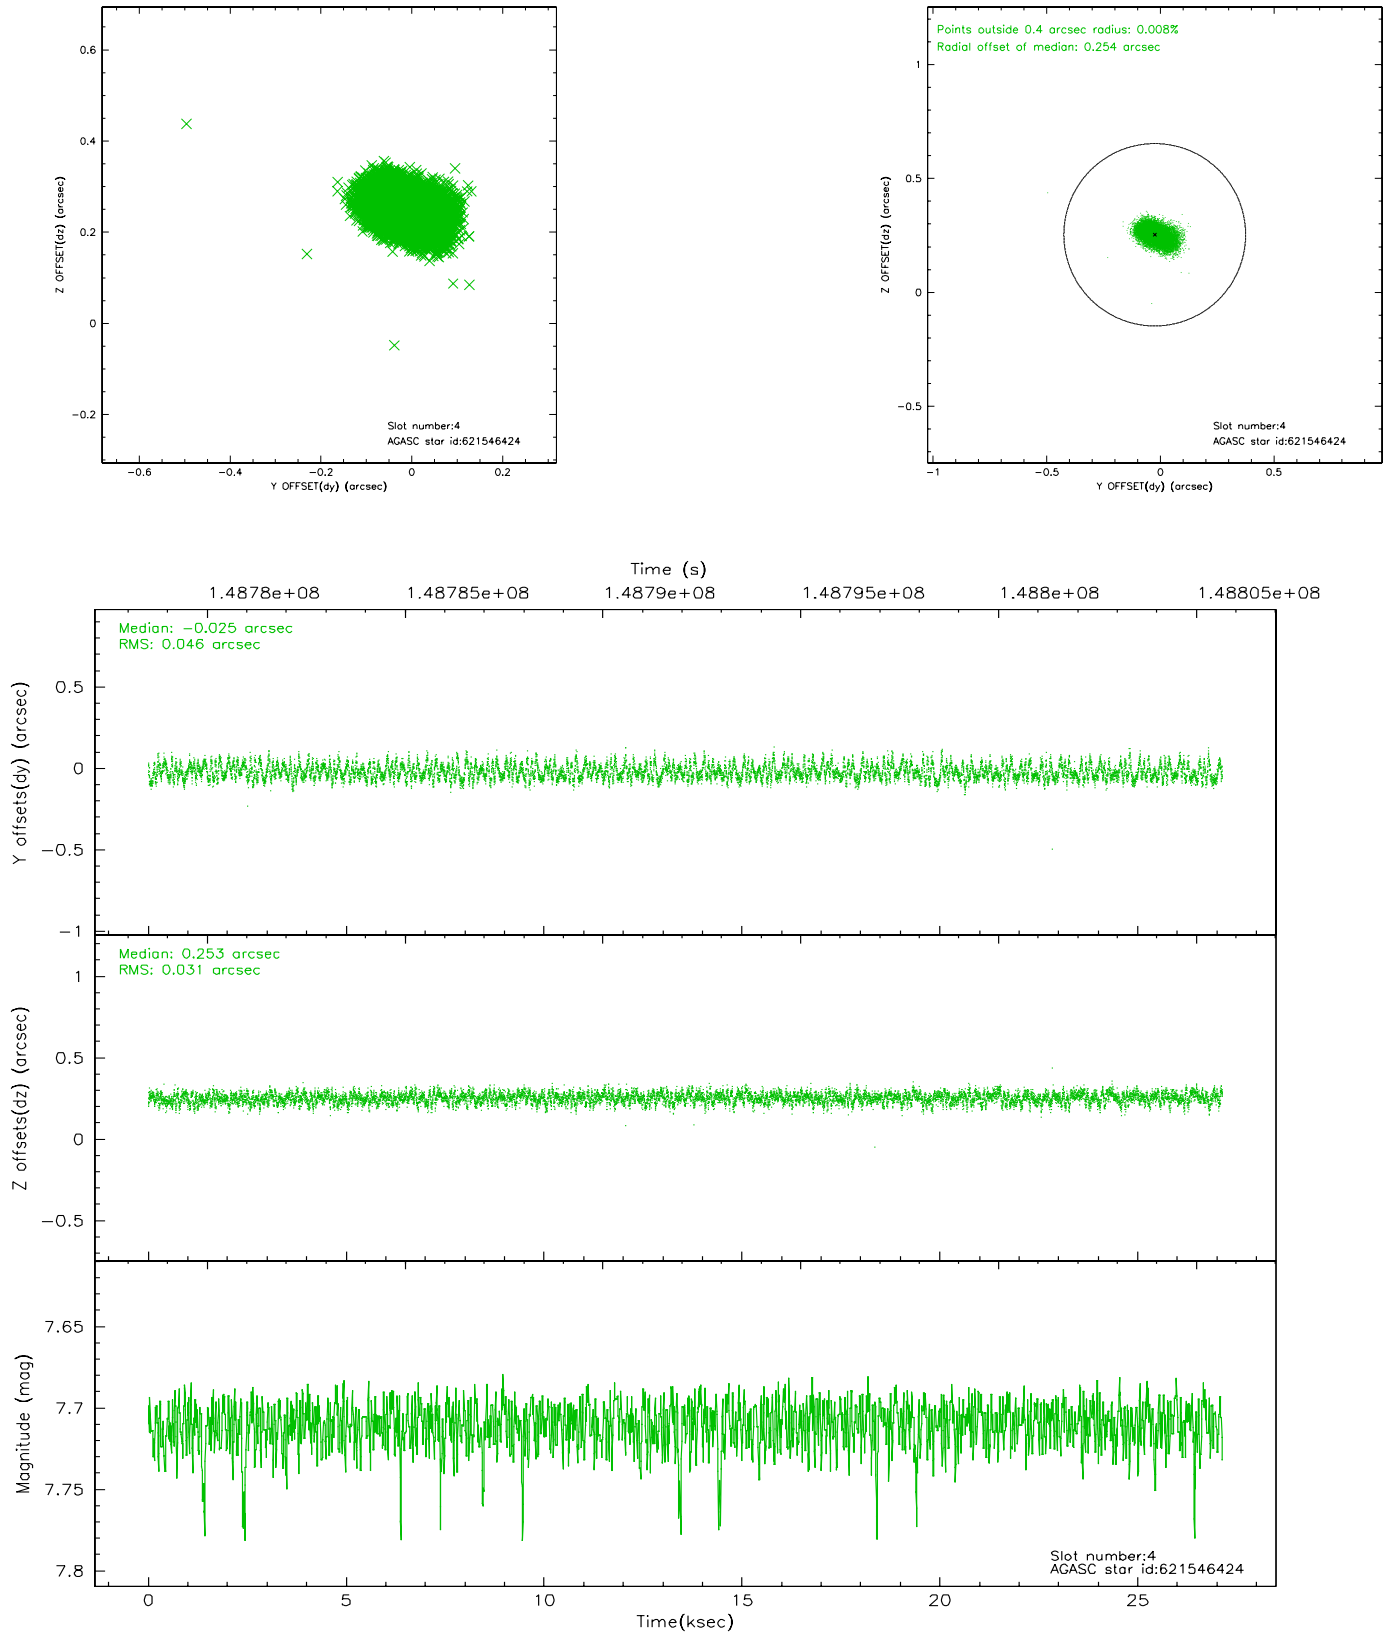 0.6
0.4
0.2
0
−0.2
Z OFFSET(dz) (arcsec)
Slot number:4
AGASC star id:621546424
−0.6 −0.4 −0.2 0 0.2
Y OFFSET(dy) (arcsec)
Points outside 0.4 arcsec radius: 0.008%
Radial offset of median: 0.254 arcsec
1
0.5
0
−0.5
Z OFFSET(dz) (arcsec)
Slot number:4
AGASC star id:621546424
−1 −0.5 0 0.5
Y OFFSET(dy) (arcsec)
Time (s)
1.4878e+08 1.48785e+08 1.4879e+08 1.48795e+08 1.488e+08 1.48805e+08
Median: −0.025 arcsec
RMS: 0.046 arcsec
0.5
0
−0.5
−1
Y offsets(dy) (arcsec)
Median: 0.253 arcsec
RMS: 0.031 arcsec
1
0.5
0
−0.5
Z offsets(dz) (arcsec)
7.65
7.7
7.75
7.8
Magnitude (mag)
Slot number:4
AGASC star id:621546424
0 5 10 15 20 25
Time(ksec)